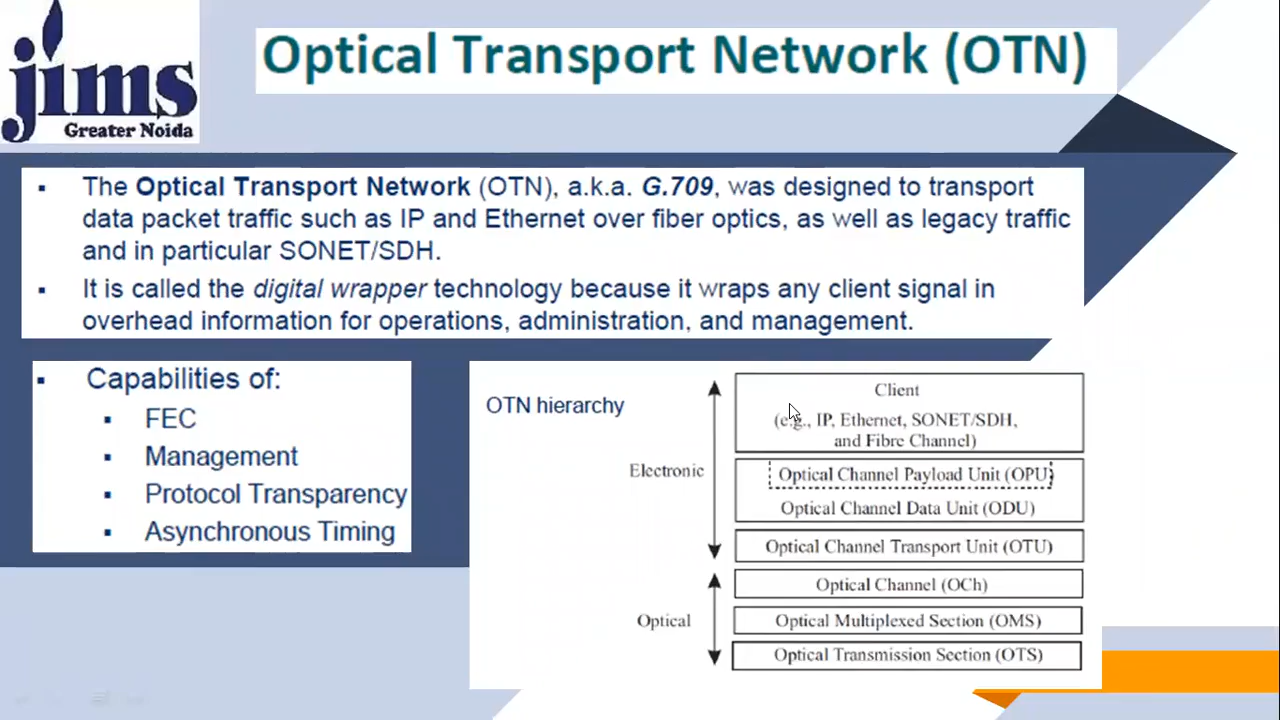 jims
Greater Noida
Optical Transport Network (OTN)
▪ The Optical Transport Network (OTN), a.k.a. G.709, was designed to transport
data packet traffic such as IP and Ethernet over fiber optics, as well as legacy traffic
and in particular SONET/SDH.
▪ It is called the digital wrapper technology because it wraps any client signal in
overhead information for operations, administration, and management.
▪ Capabilities of:
▪ FEC
▪ Management
▪ Protocol Transparency
▪ Asynchronous Timing
OTN hierarchy
Electronic
Optical
Client
(e.g., IP, Ethernet, SONET/SDH,
and Fibre Channel)
Optical Channel Payload Unit (OPU)
Optical Channel Data Unit (ODU)
Optical Channel Transport Unit (OTU)
Optical Channel (OCh)
Optical Multiplexed Section (OMS)
Optical Transmission Section (OTS)